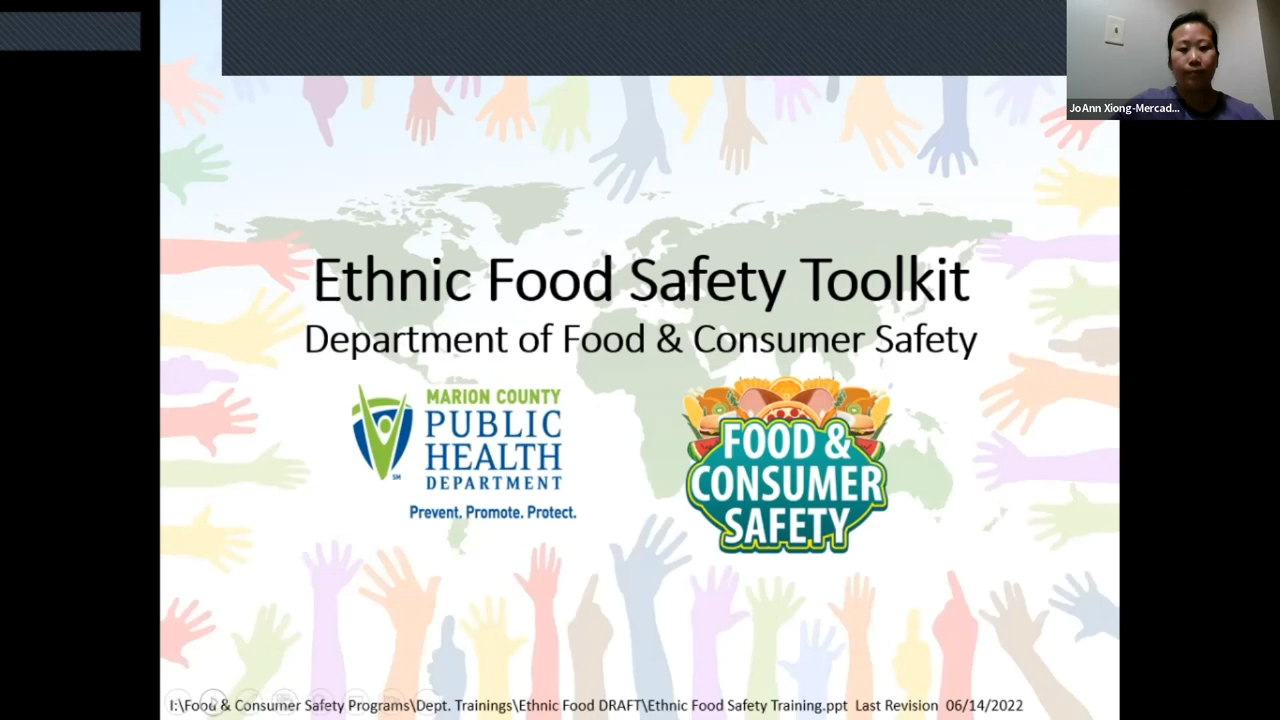 JoAnn Xiong-Mercad...
Ethnic Food Safety Toolkit
Department of Food & Consumer Safety
MARION COUNTY
PUBLIC
HEALTH
DEPARTMENT
SM
Prevent. Promote. Protect.
FOOD &
CONSUMER
SAFETY
I:\Food & Consumer Safety Programs\Dept. Trainings\Ethnic Food DRAFT\Ethnic Food Safety Training.ppt Last Revision 06/14/2022